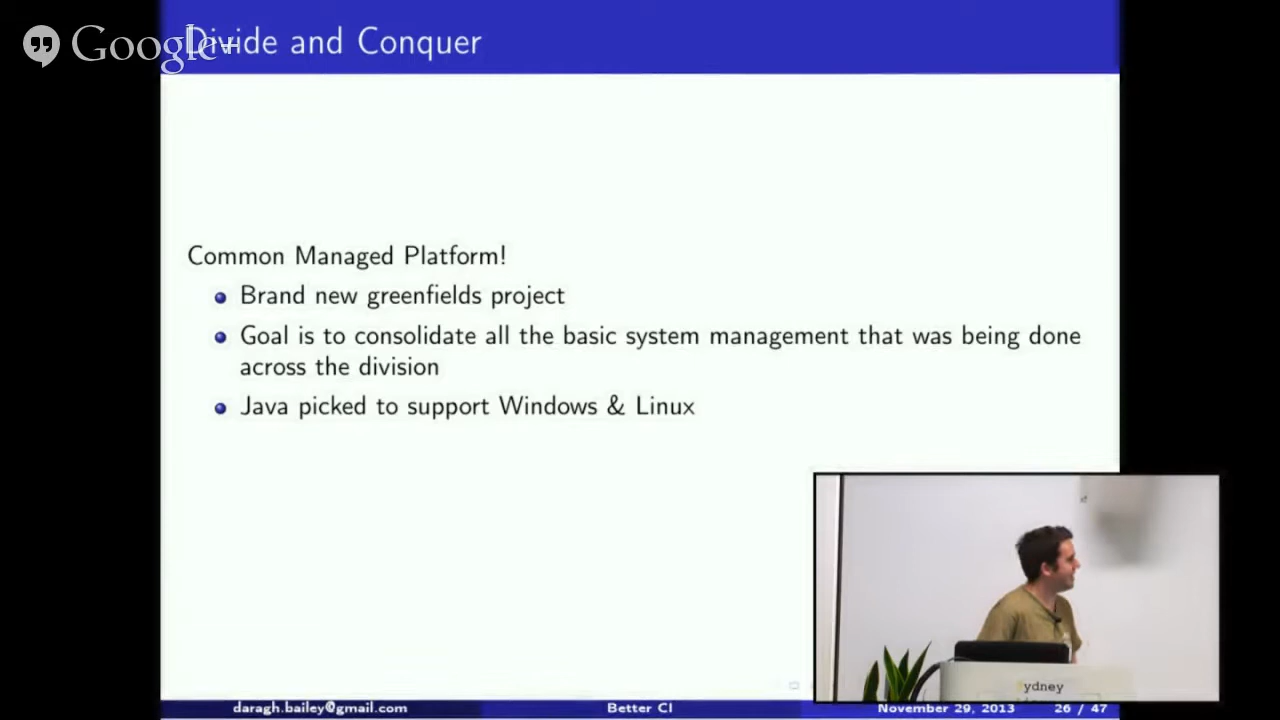 Google+
Divide and Conquer
Common Managed Platform!
Brand new greenfields project
Goal is to consolidate all the basic system management that was being done
across the division
Java picked to support Windows & Linux
ydney
daragh.bailey@gmail.com
Better CI
November 29, 2013
26 / 47